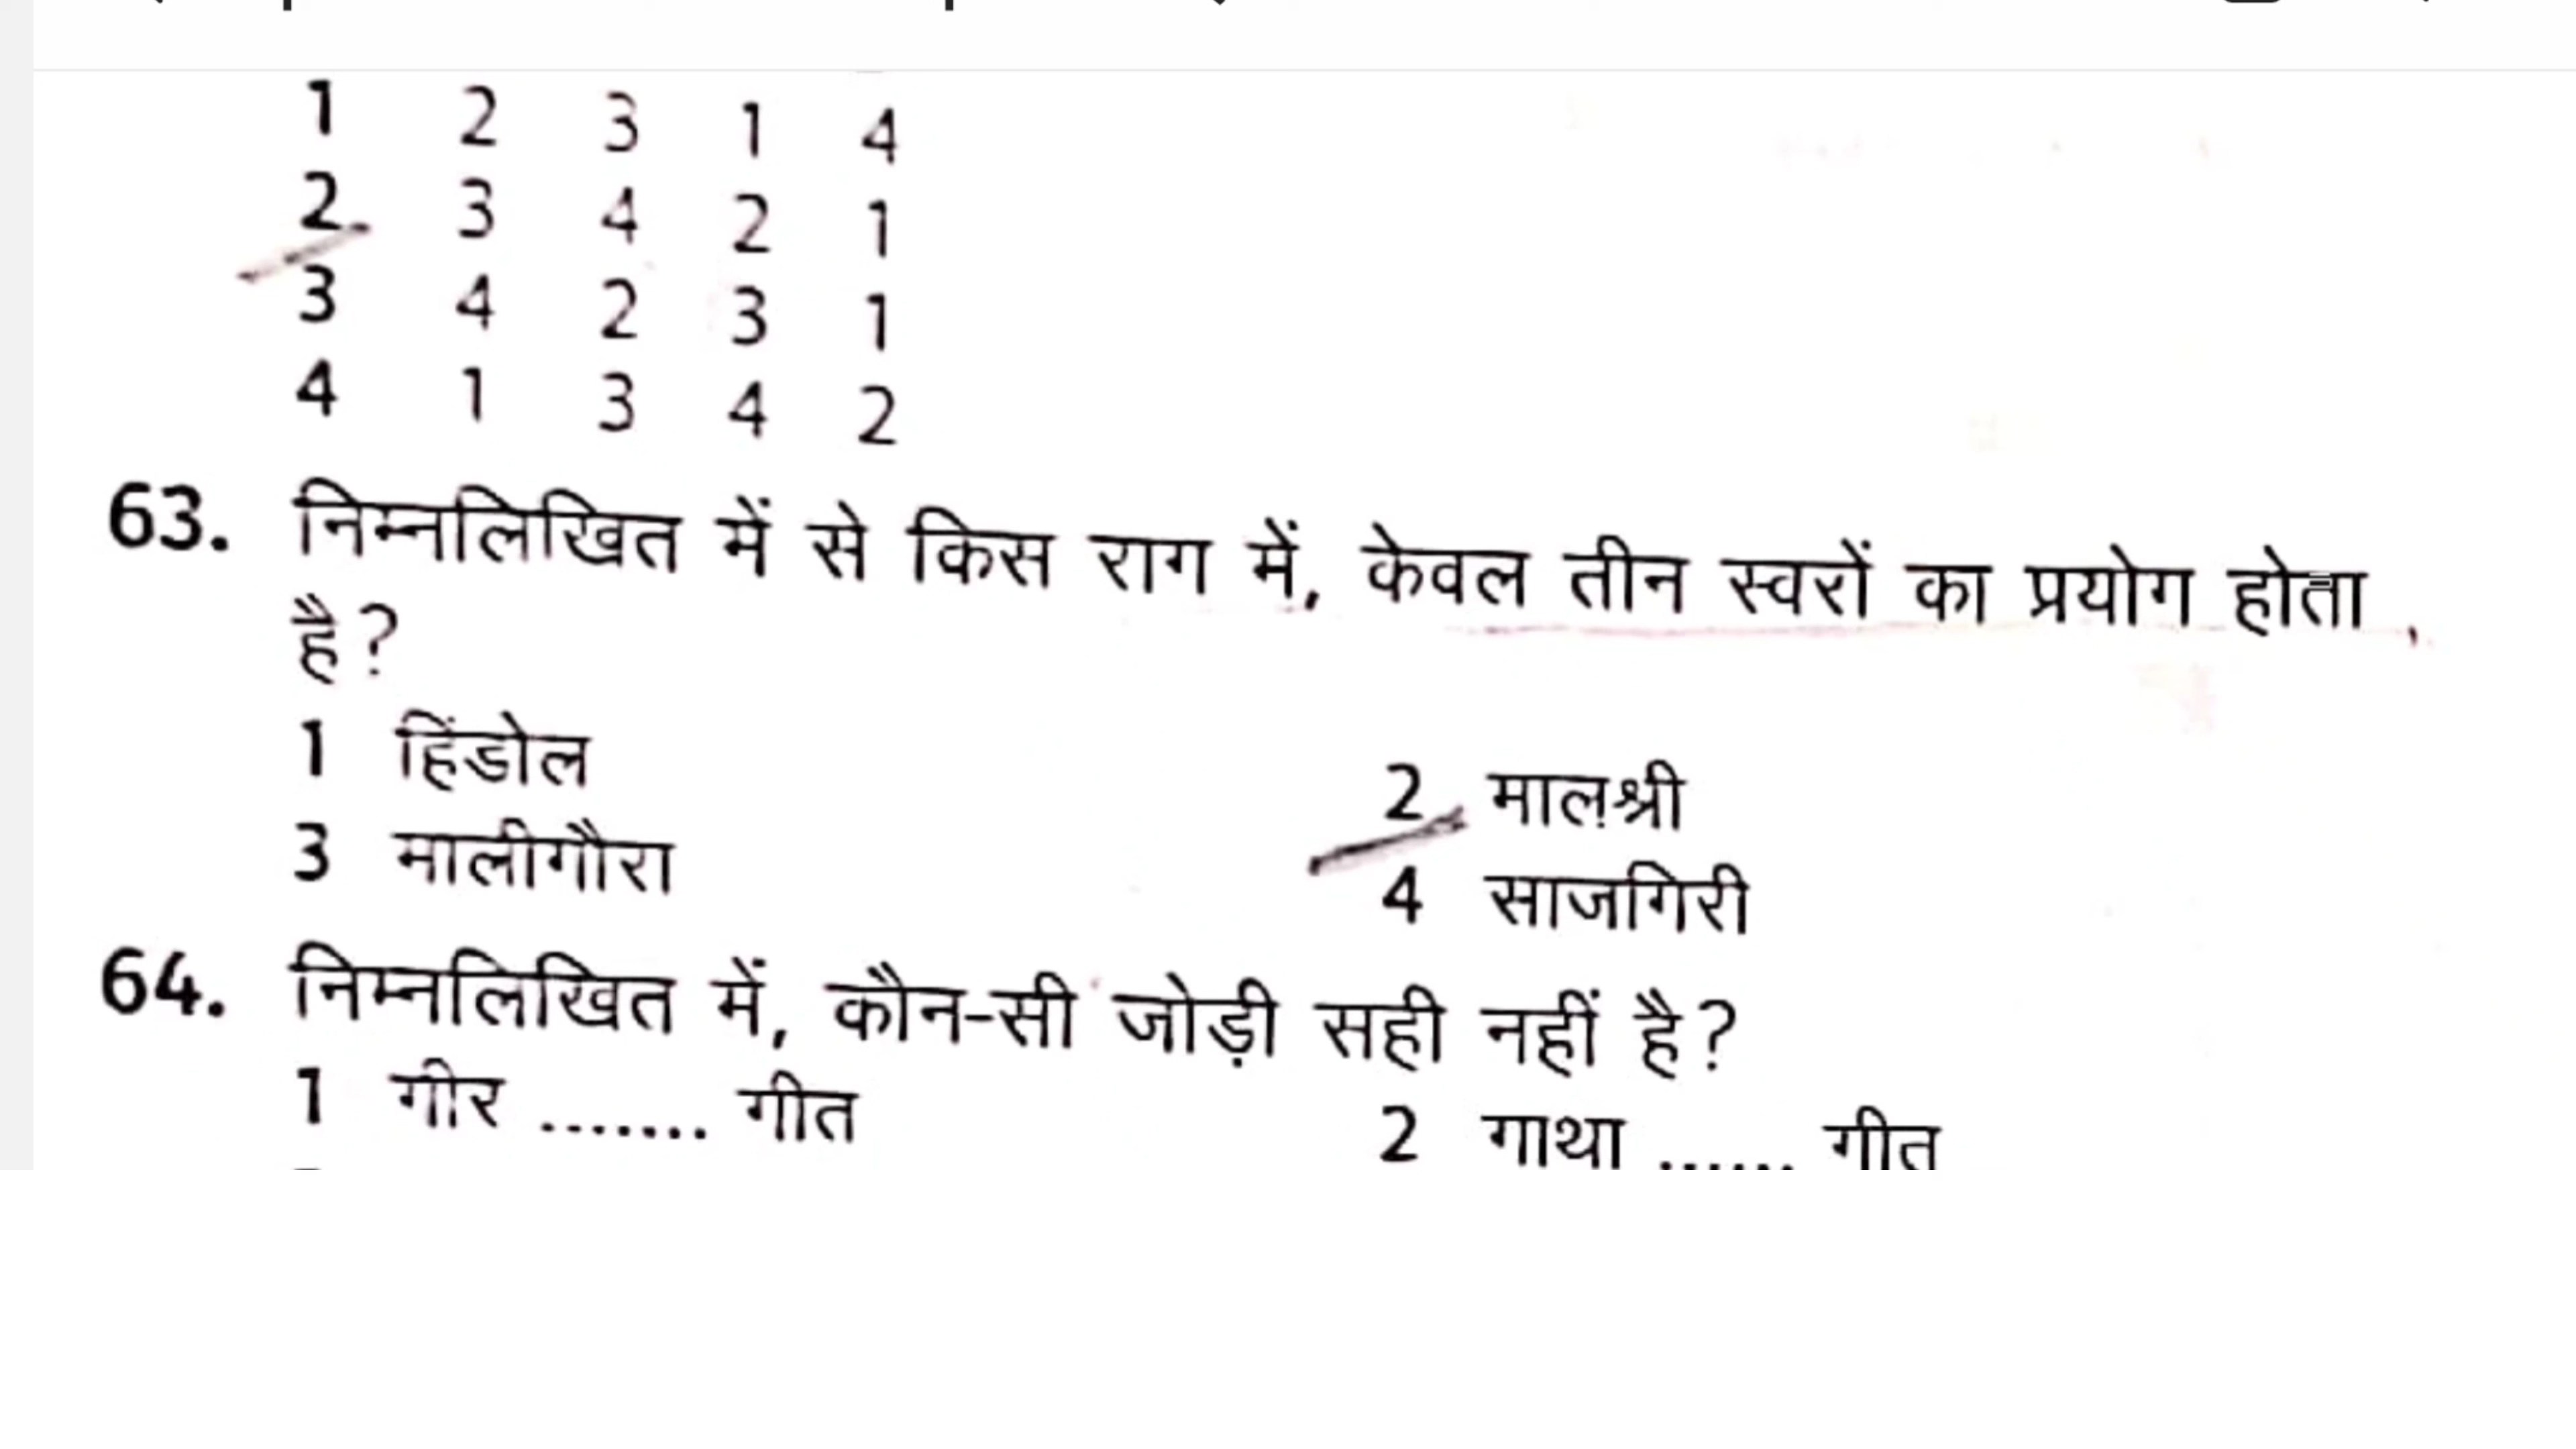 1 2 3 1 4
2 3 4 2 1
3 4 2 3 1
4 1 3 4 2
63. निम्नलिखित में से किस राग में, केवल तीन स्वरों का प्रयोग होता
है?
1 हिंडोल
2 मालश्री
3 मालीगौरा
4 साजगिरी
64. निम्नलिखित में, कौन-सी जोड़ी सही नहीं है?
1 गीर ....... गीत
2 गाथा ...... गीत